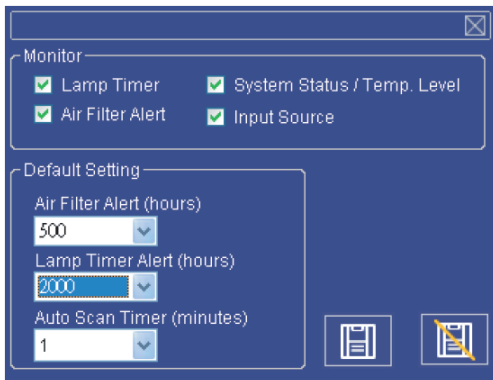 Monitor
Lamp Timer
System Status / Temp. Level
Air Filter Alert
Input Source
Default Setting
Air Filter Alert (hours)
500
Lamp Timer Alert (hours)
2000
Auto Scan Timer (minutes)
1